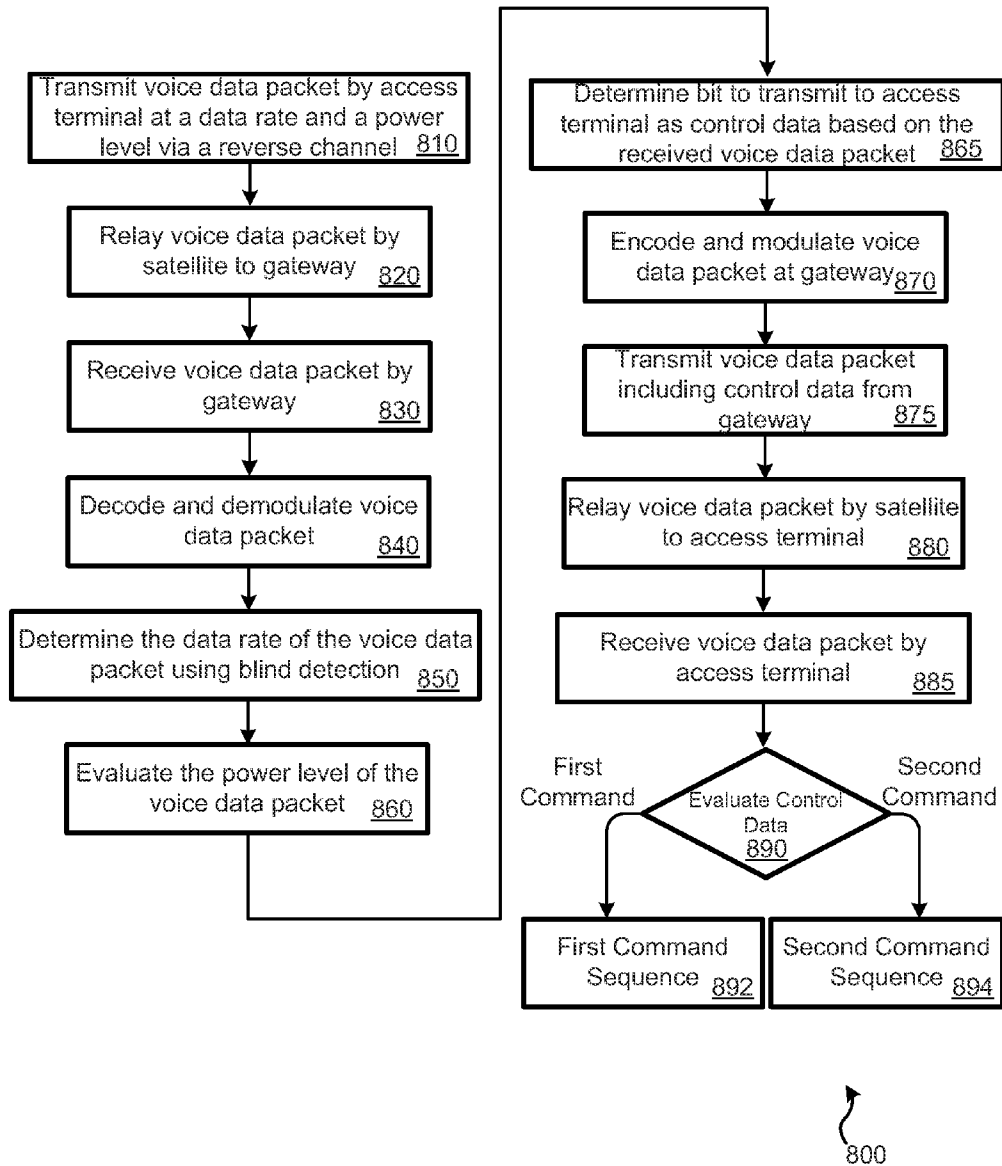 Transmit voice data packet by access
terminal at a data rate and a power
level via a reverse channel 810
Relay voice data packet by
satellite to gateway 820
Receive voice data packet by
gateway 830
Decode and demodulate voice
data packet 840
Determine the data rate of the voice data
packet using blind detection 850
Evaluate the power level of the
voice data packet 860
Determine bit to transmit to access
terminal as control data based on the
received voice data packet 865
Encode and modulate voice
data packet at gateway 870
Transmit voice data packet
including control data from
gateway 875
Relay voice data packet by satellite
to access terminal 880
Receive voice data packet by
access terminal 885
First
Command
Evaluate Control
Data
890
Second
Command
First Command
Sequence 892
Second Command
Sequence 894
800